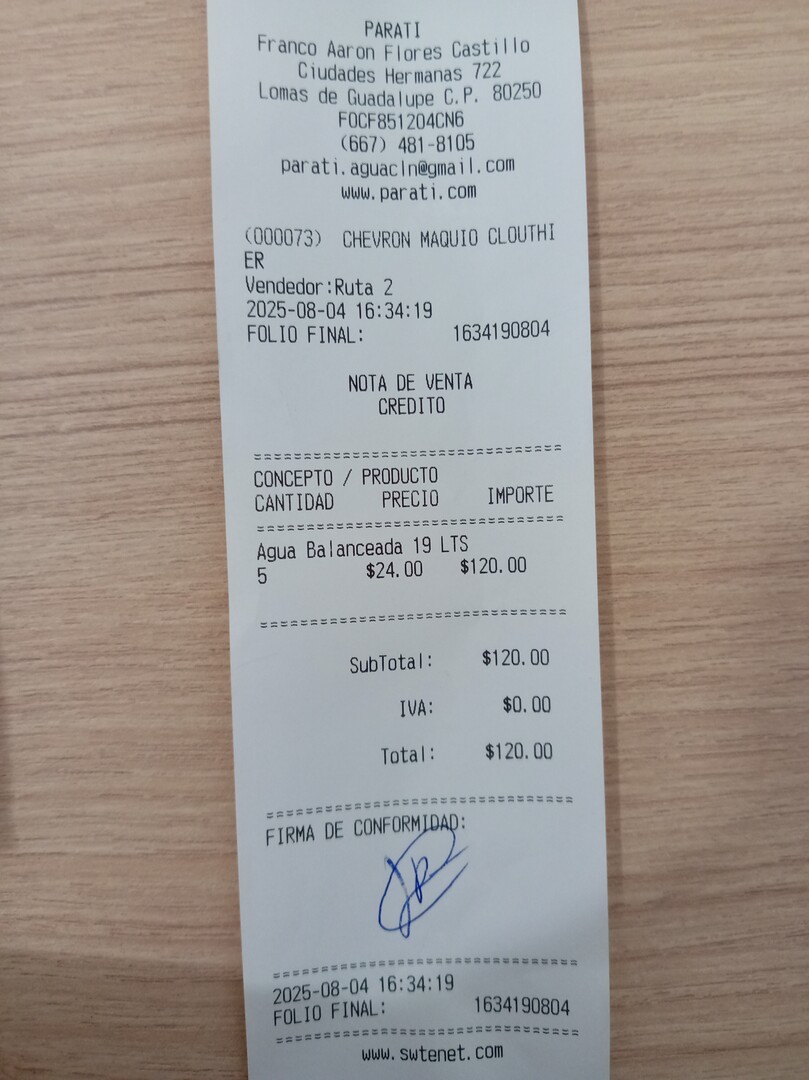 PARATI
Franco Aaron Flores Castillo
Ciudades Hermanas 722
Lomas de Guadalupe C.P. 80250
FOCF851204CN6
(667) 481-8105
parati.aguacln@gmail.com
www.parati.com
(000073) CHEVRON MAQUIO CLOUTHI
ER
Vendedor:Ruta 2
2025-08-04 16:34:19
FOLIO FINAL: 1634190804
NOTA DE VENTA
CREDITO
===============================
CONCEPTO / PRODUCTO
CANTIDAD PRECIO IMPORTE
===============================
Agua Balanceada 19 LTS
5 $24.00 $120.00
===============================
SubTotal: $120.00
IVA: $0.00
Total: $120.00
===============================
FIRMA DE CONFORMIDAD:
===============================
2025-08-04 16:34:19
FOLIO FINAL: 1634190804
===============================
www.swtenet.com